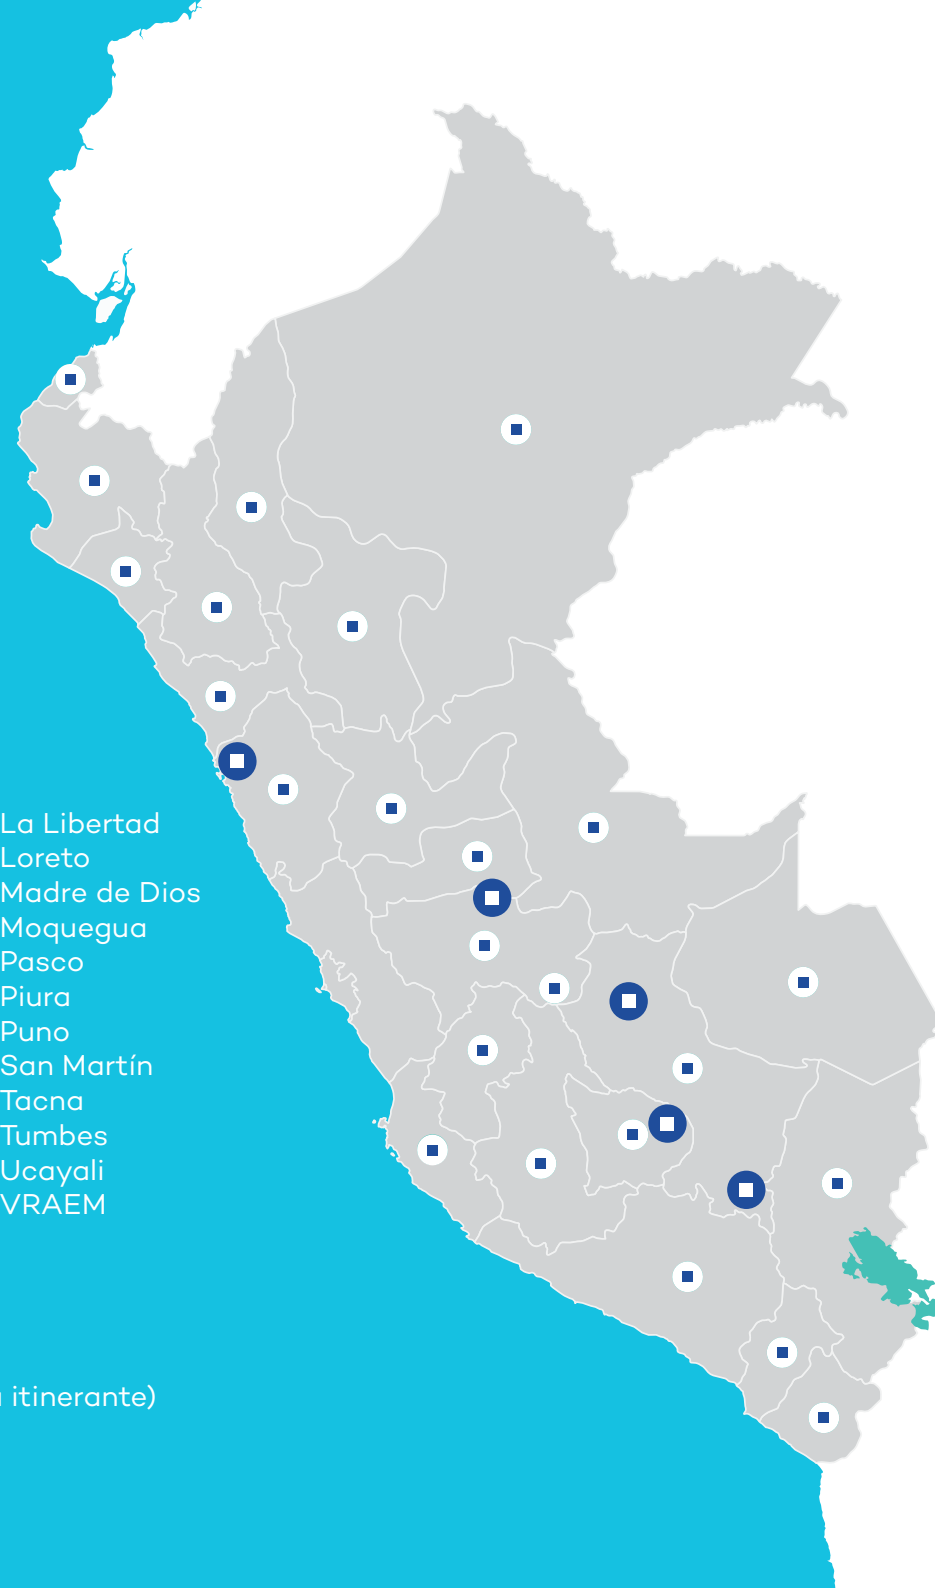 La Libertad
Loreto
Madre de Dios
Moquegua
Pasco
Piura
Puno
San Martín
Tacna
Tumbes
Ucayali
VRAEM
itinerante)